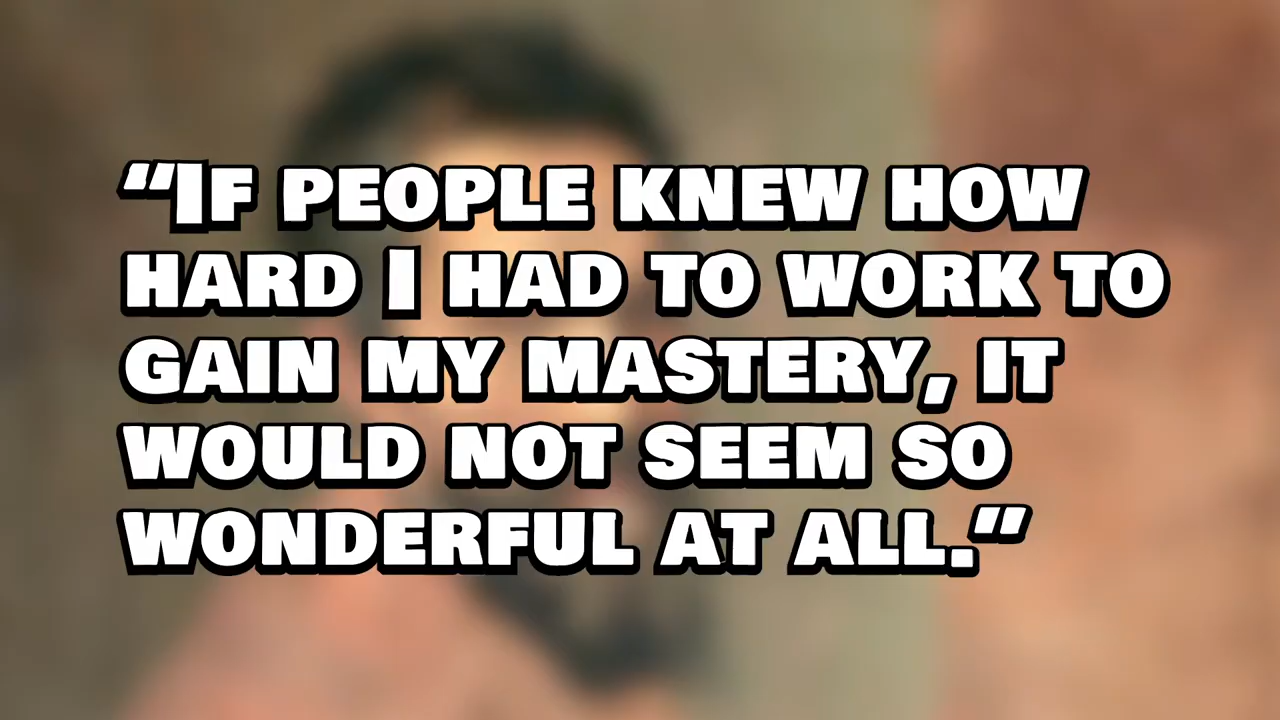 “If people knew how
hard I had to work to
gain my mastery, it
would not seem so
wonderful at all.”